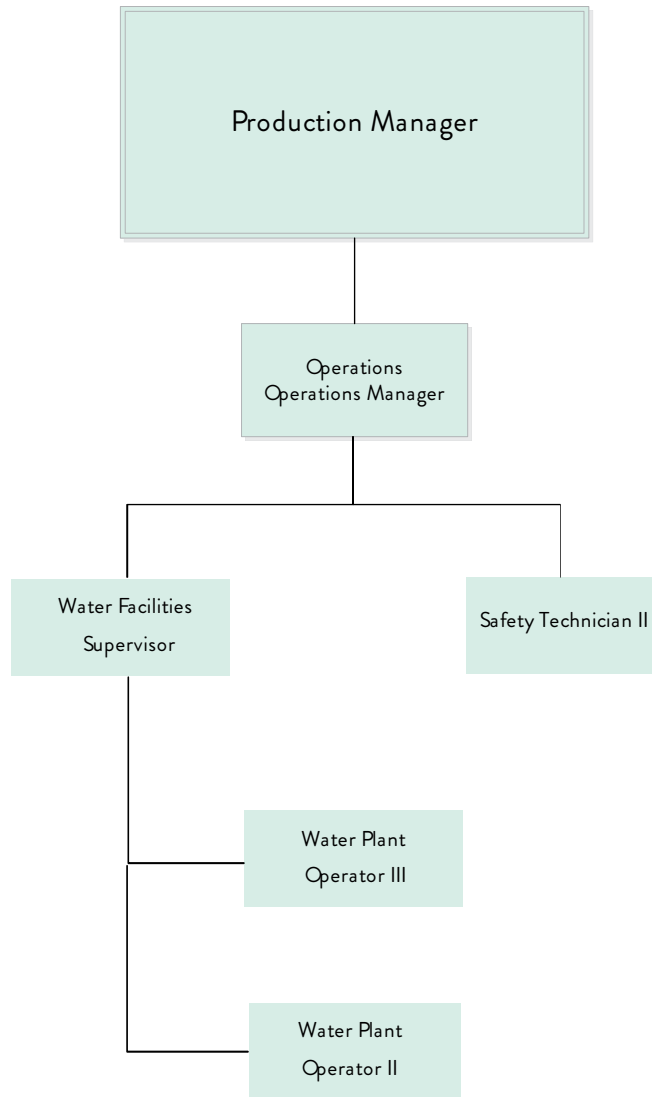 Production Manager
Operations
Operations Manager
Water Facilities
Supervisor
Safety Technician II
Water Plant
Operator III
Water Plant
Operator II